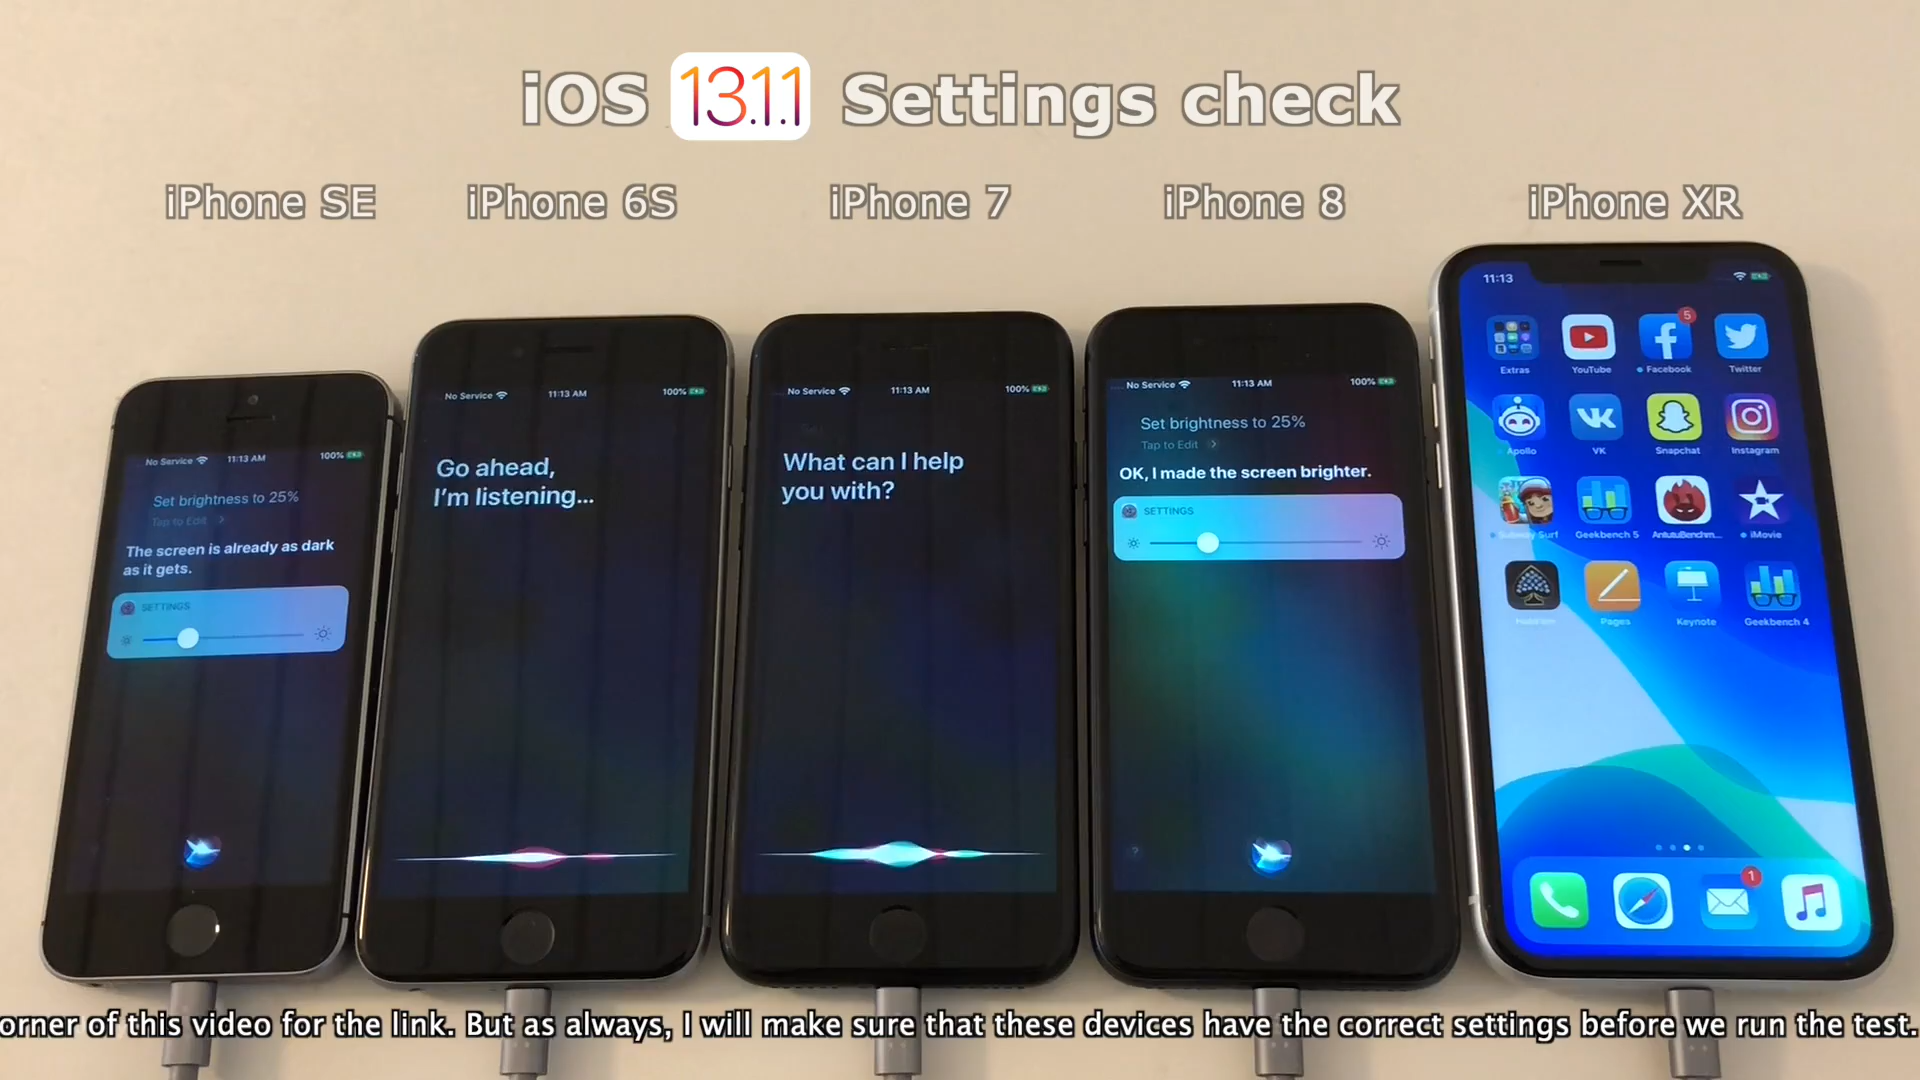 iOS 13.1.1 Settings check
iPhone SE
iPhone 6S
iPhone 7
iPhone 8
iPhone XR
No Service 11:13 AM 100%
Set brightness to 25%
Tap to Edit
The screen is already as dark
as it gets.
SETTINGS
No Service 11:13 AM 100%
Go ahead,
I'm listening...
No Service 11:13 AM 100%
What can I help
you with?
No Service 11:13 AM 100%
Set brightness to 25%
Tap to Edit
OK, I made the screen brighter.
SETTINGS
?
11:13
5
Extras YouTube Facebook Twitter
Apollo VK Snapchat Instagram
Subway Surf Geekbench 5 AntutuBenchm... iMovie
Pages Keynote Geekbench 4
1
orner of this video for the link. But as always, I will make sure that these devices have the correct settings before we run the test.